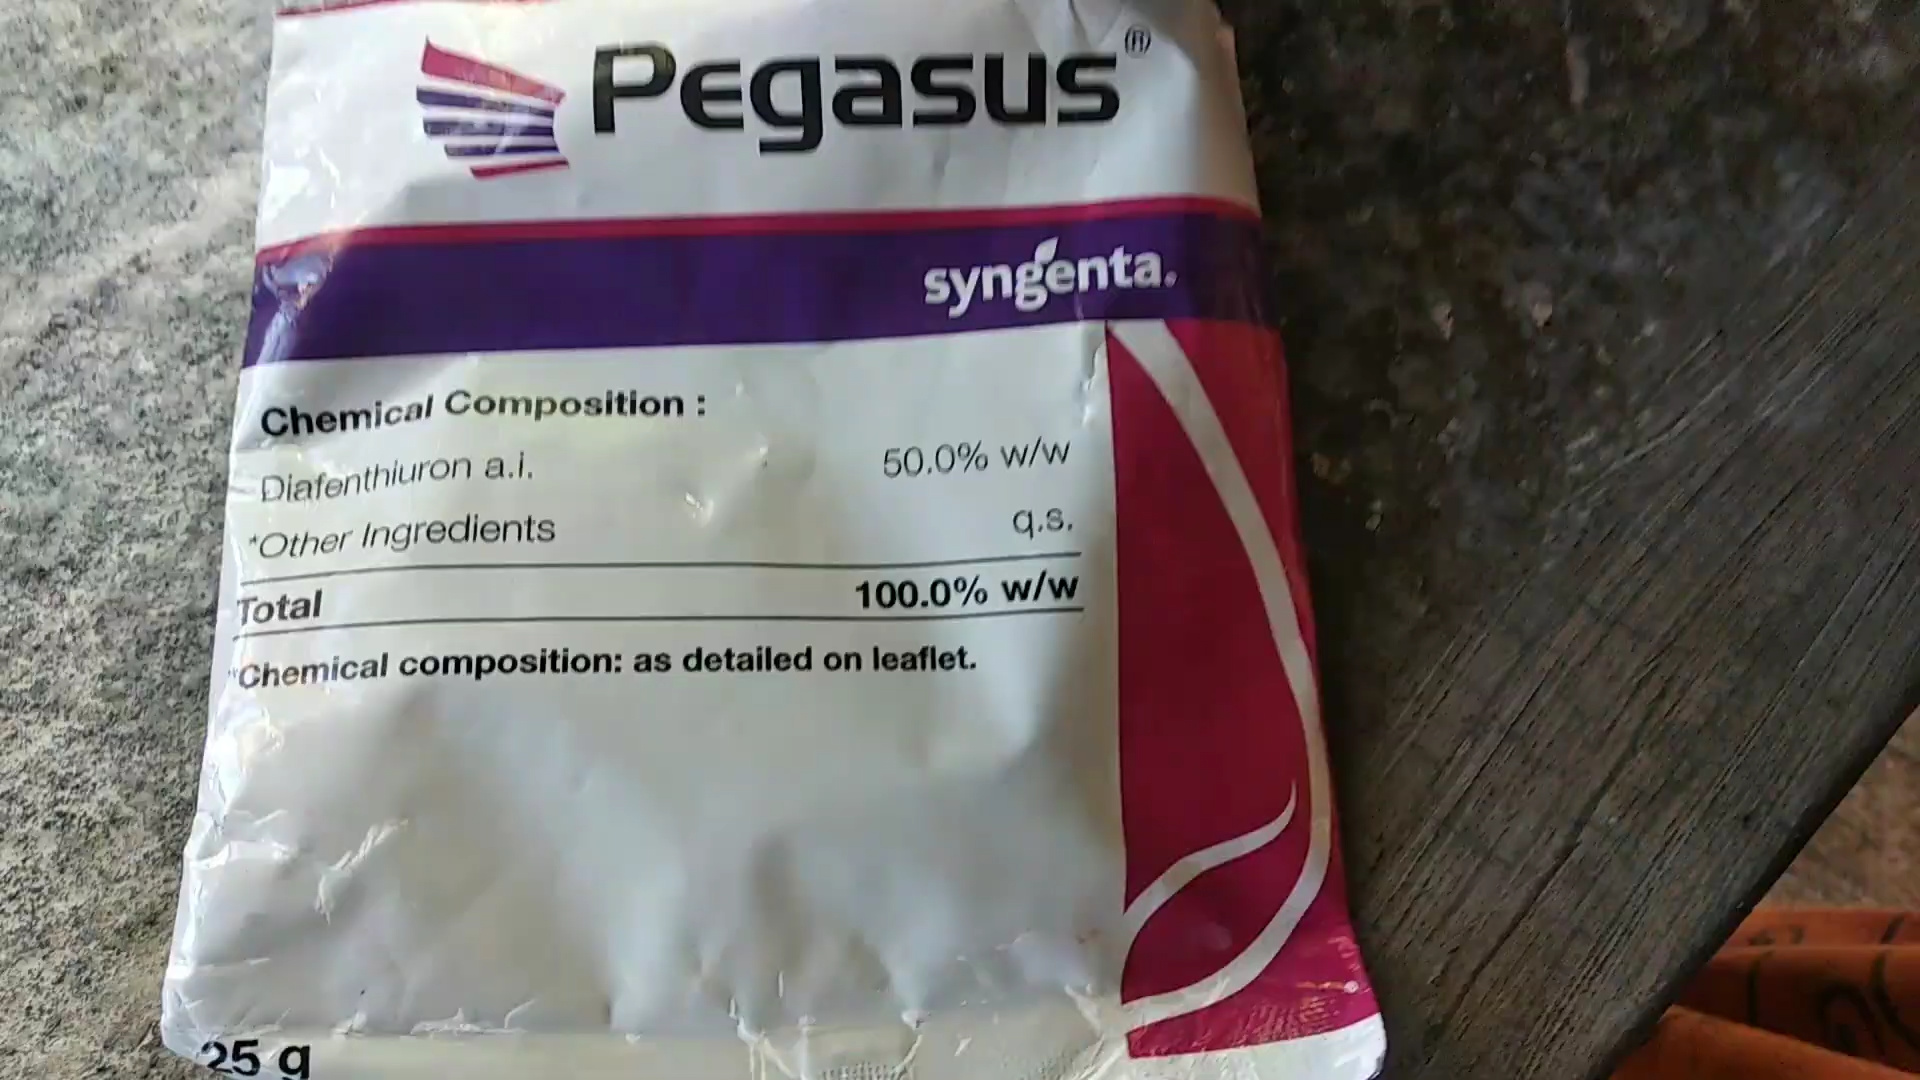 Pegasus®
syngenta.
Chemical Composition :
Diafenthiuron a.i. 50.0% w/w
*Other Ingredients q.s.
Total 100.0% w/w
*Chemical composition: as detailed on leaflet.
25 g